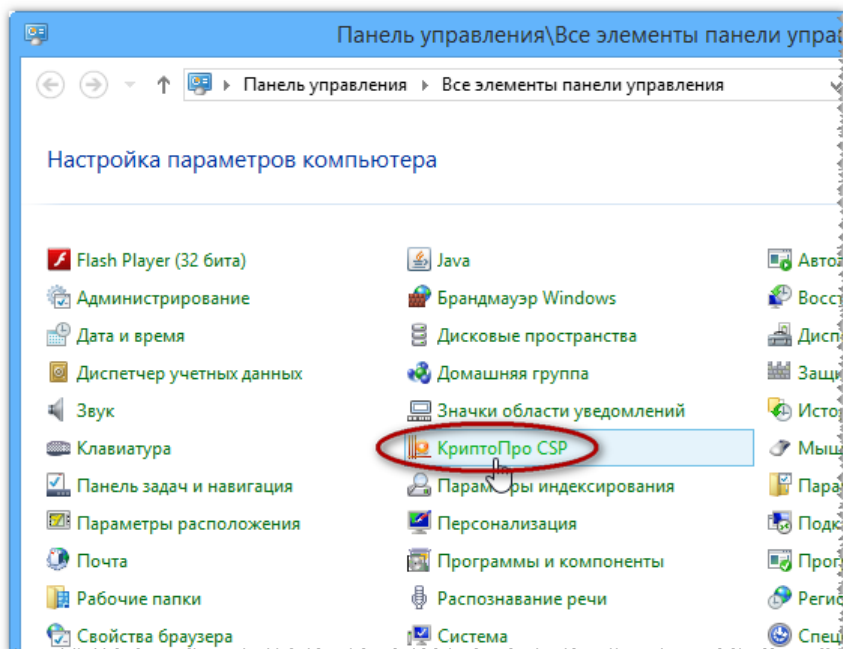 Панель управления\Все элементы панели
Панель управления Все элементы панели управления
Настройка параметров компьютера
Flash Player (32 бита) Java
Администрирование Брандмауэр Windows
Дата и время Дисковые пространства
Диспетчер учетных данных Домашняя группа
Звук Значки области уведомлений
Клавиатура КриптоПро CSP
Панель задач и навигация Параметры индексирования
Параметры расположения Персонализация
Почта Программы и компоненты
Рабочие папки Распознавание речи
Свойства браузера Система